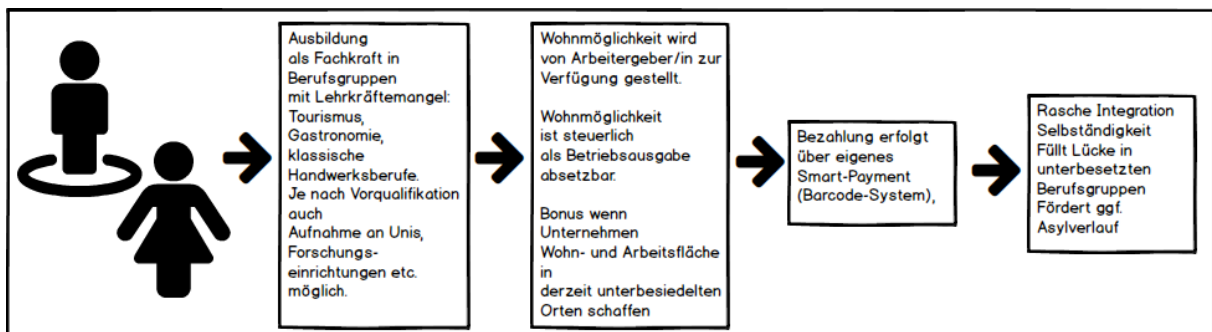 Ausbildung
als Fachkraft in
Berufsgruppen
mit Lehrkräftemangel:
Tourismus,
Gastronomie,
klassische
Handwerksberufe.
Je nach Vorqualifikation
auch
Aufnahme an Unis,
Forschungs-
einrichtungen etc.
möglich.
Wohnmöglichkeit wird
von Arbeitergeber/in zur
Verfügung gestellt.
Wohnmöglichkeit
ist steuerlich
als Betriebsausgabe
absetzbar.
Bonus wenn
Unternehmen
Wohn- und Arbeitsfläche
in
derzeit unterbesiedelten
Orten schaffen
Bezahlung erfolgt
über eigenes
Smart-Payment
(Barcode-System),
Rasche Integration
Selbständigkeit
Füllt Lücke in
unterbesetzten
Berufsgruppen
Fördert ggf.
Asylverlauf